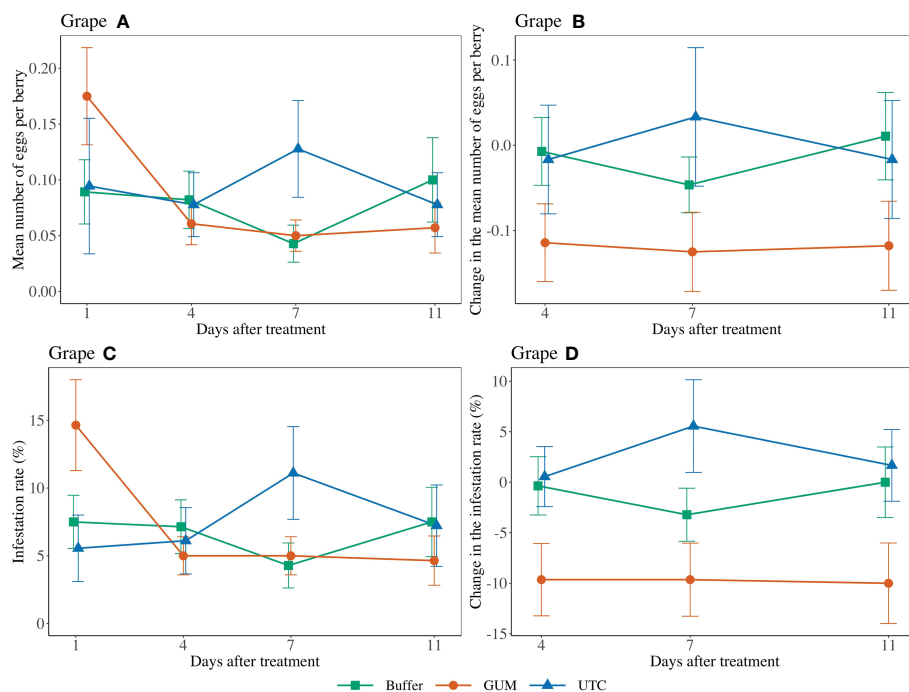 Grape A
Mean number of eggs per berry
0.20
0.15
0.10
0.05
0.00
1 4 7 11
Days after treatment
Grape B
Change in the mean number of eggs per berry
0.1
0.0
-0.1
4 7 11
Days after treatment
Grape C
Infestation rate (%)
15
10
5
0
1 4 7 11
Days after treatment
Grape D
Change in the infestation rate (%)
10
5
0
-5
-10
-15
4 7 11
Days after treatment
Buffer GUM UTC